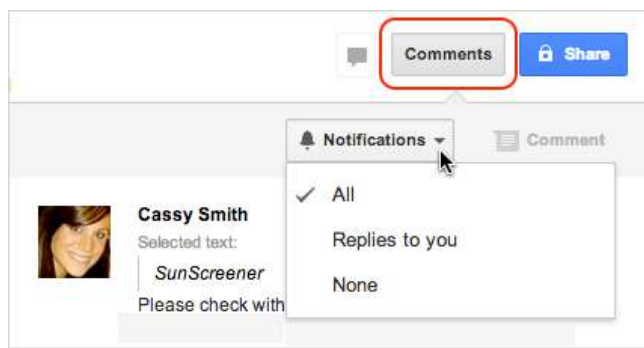 Comments
Share
Notifications
Comment
All
Replies to you
None
Cassy Smith
Selected text:
SunScreener
Please check with